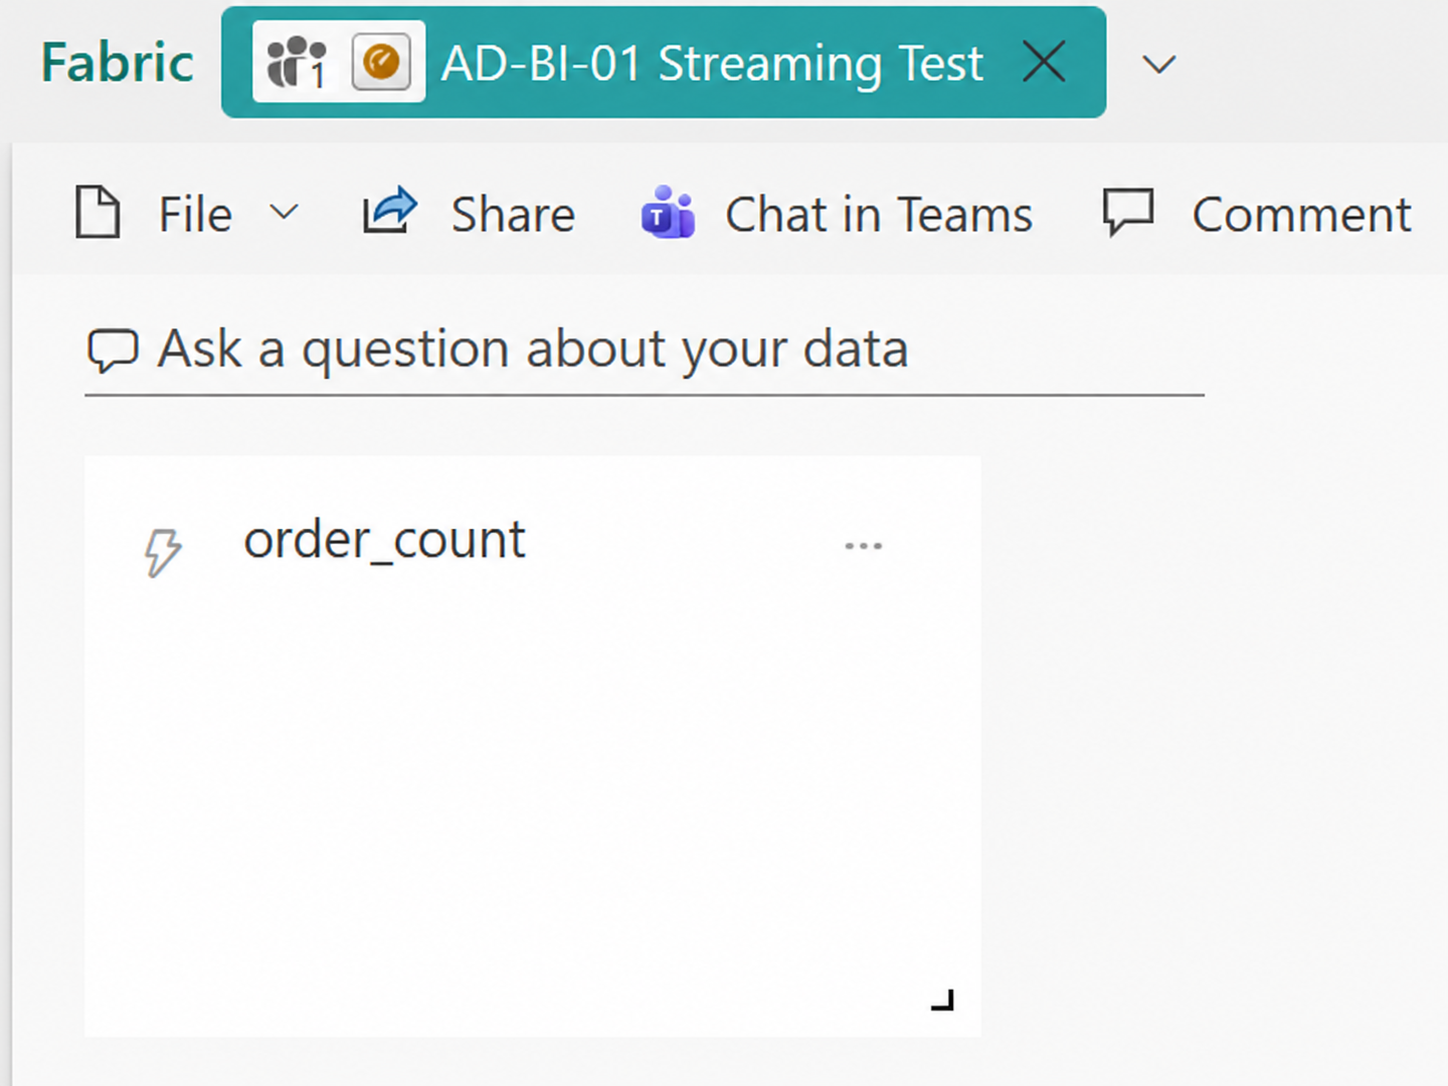 Fabric 1 AD-BI-01 Streaming Test
File Share T Chat in Teams Comment
Ask a question about your data
order_count